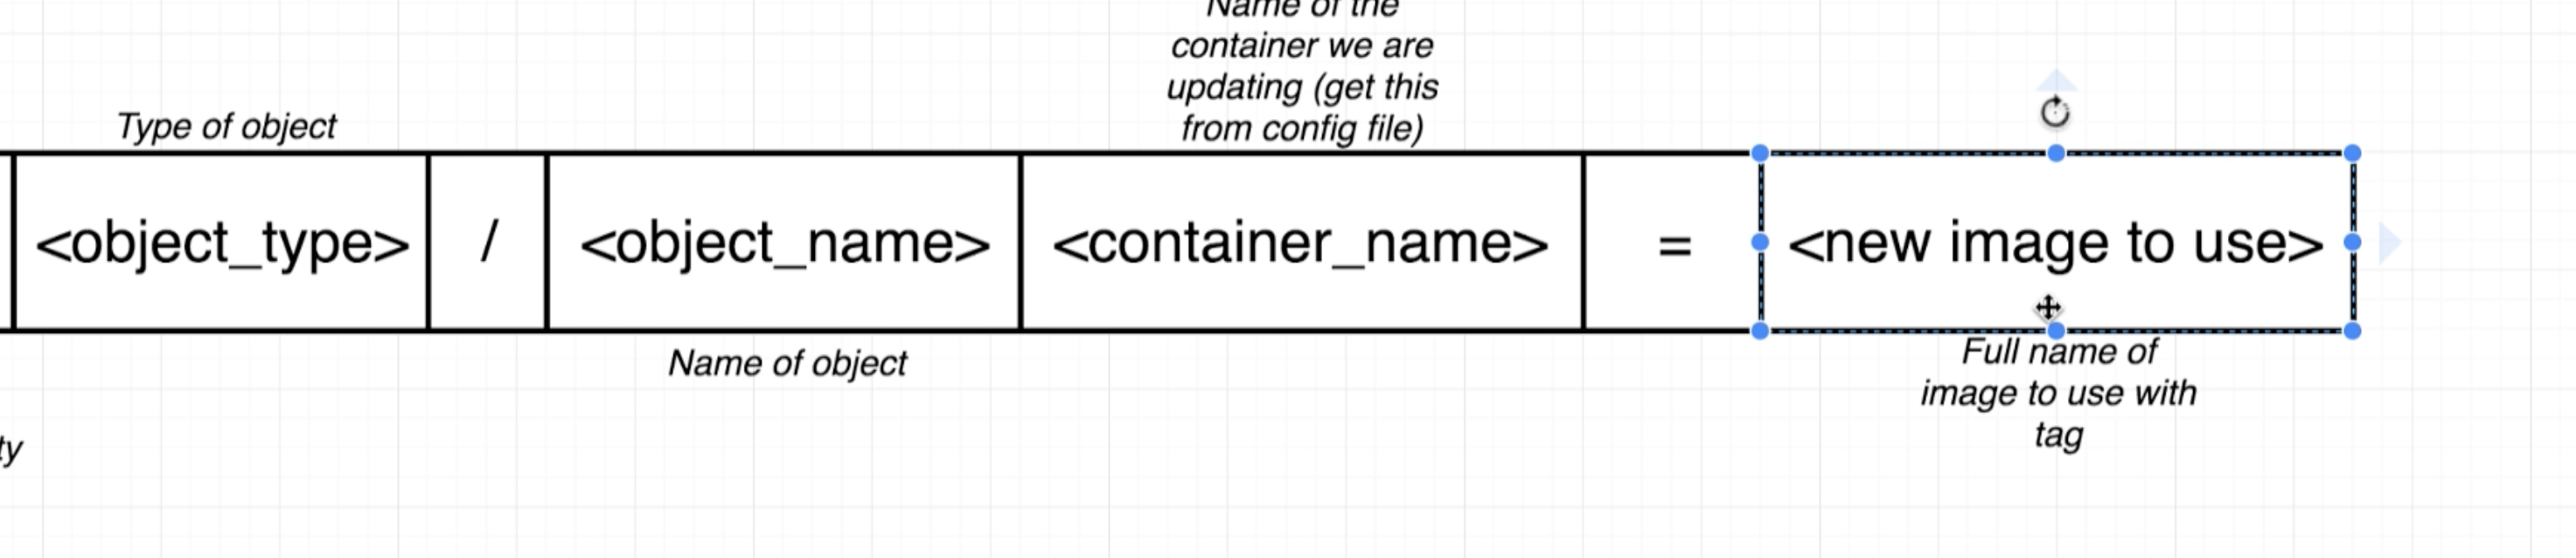 Name of the
container we are
updating (get this
from config file)
Type of object
<object_type> / <object_name> <container_name> = <new image to use>
Name of object
Full name of
image to use with
tag
ty